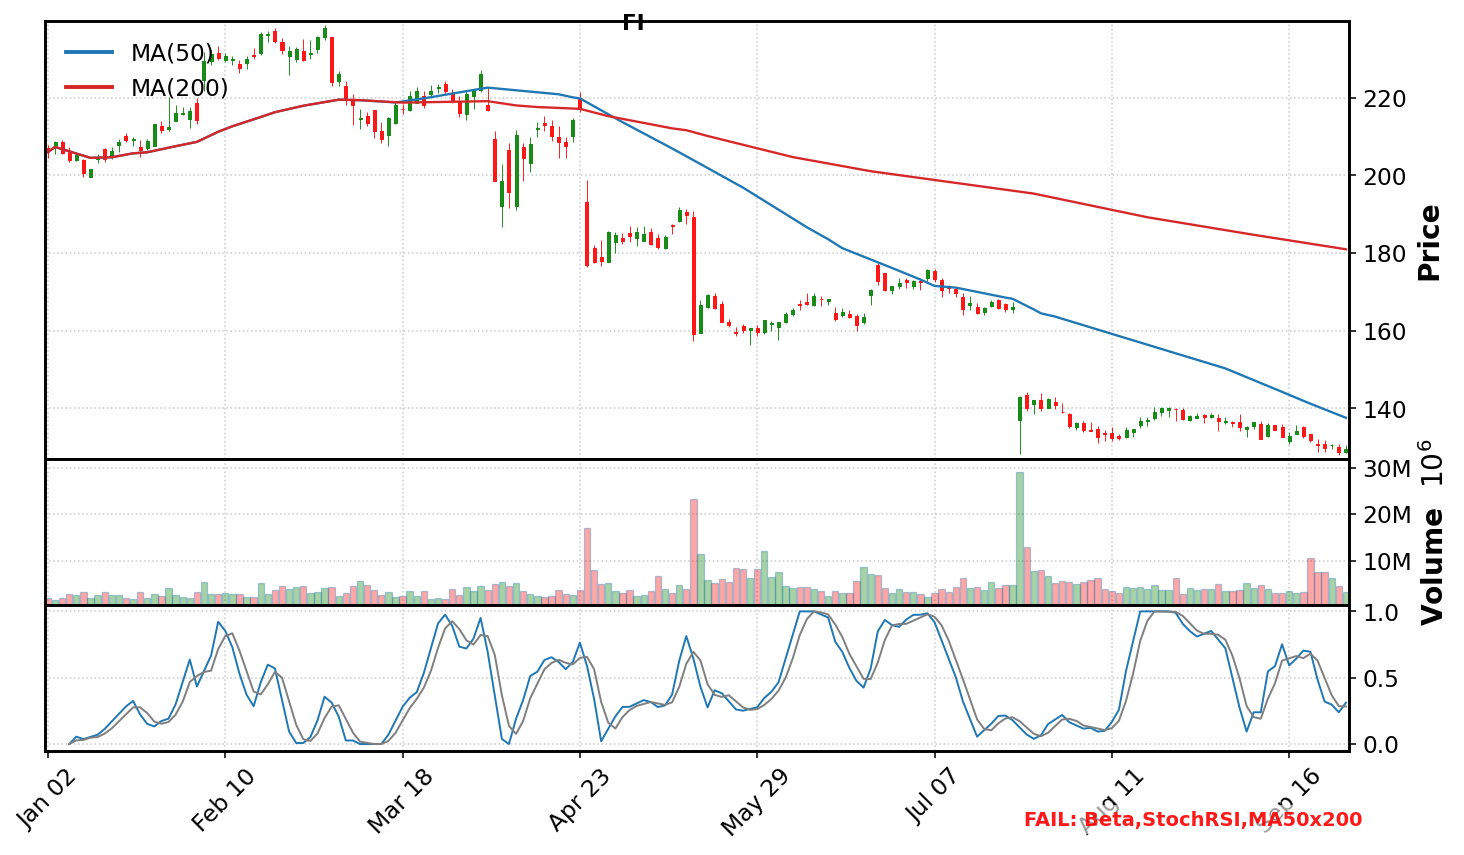 FI
MA(50)
MA(200)
220
200
180
160
140
Price
30M
20M
10M
Volume 10^6
1.0
0.5
0.0
Jan 02
Feb 10
Mar 18
Apr 23
May 29
Jul 07
Aug 11
Sep 16
FAIL: Beta,StochRSI,MA50x200